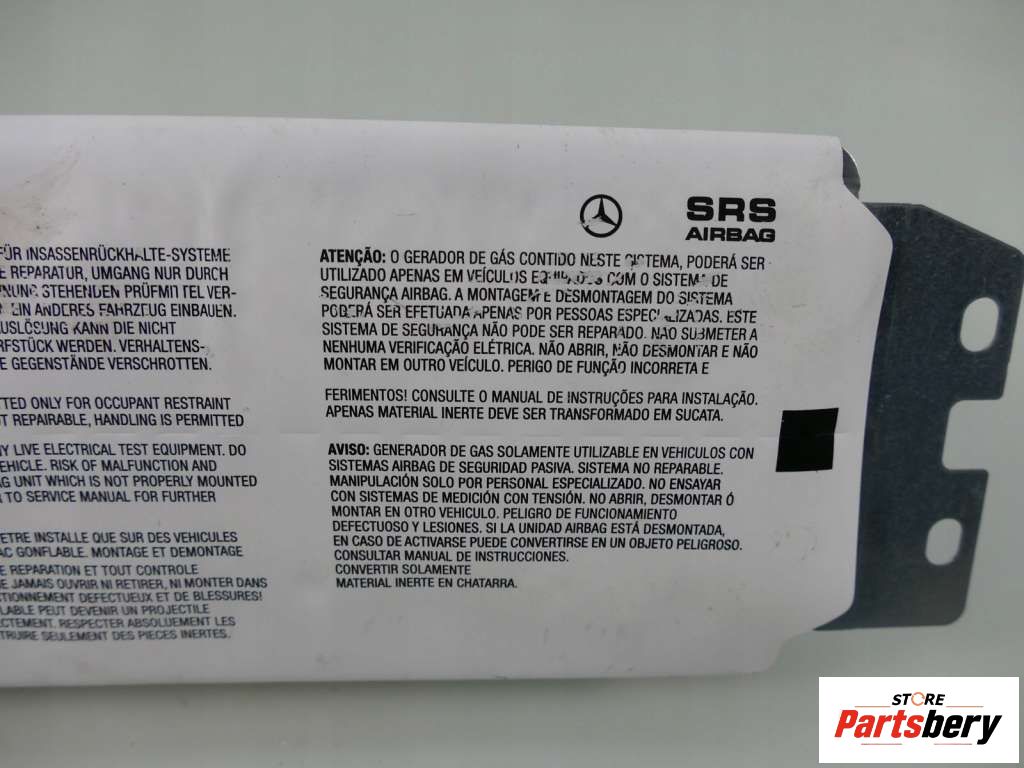 SRS
AIRBAG
FÜR INSASSENRÜCKHALTE-SYSTEME
REPARATUR, UMGANG NUR DURCH
STEHENDEN PRÜFMITTEL VER-
EIN ANDERES FAHRZEUG EINBAUEN.
KANN DIE NICHT
WERDEN. VERHALTENS-
GEGENSTÄNDE VERSCHROTTEN.
TTED ONLY FOR OCCUPANT RESTRAINT
REPAIRABLE, HANDLING IS PERMITTED
LIVE ELECTRICAL TEST EQUIPMENT. DO
EHICLE. RISK OF MALFUNCTION AND
UNIT WHICH IS NOT PROPERLY MOUNTED
TO SERVICE MANUAL FOR FURTHER
ETRE INSTALLE QUE SUR DES VEHICULES
GONFLABLE. MONTAGE ET DEMONTAGE
REPARATION ET TOUT CONTROLE
JAMAIS OUVRIR NI RETIRER, NI MONTER DANS
CTIONNEMENT DEFECTUEUX ET DE BLESSURES!
PEUT DEVENIR UN PROJECTILE
RESPECTER ABSOLUMENT LES
SEULEMENT DES PIECES INERTES.
ATENÇÃO: O GERADOR DE GÁS CONTIDO NESTE SISTEMA, PODERÁ SER
UTILIZADO APENAS EM VEÍCULOS EQUIPADOS COM O SISTEMA DE
SEGURANÇA AIRBAG. A MONTAGEM E DESMONTAGEM DO SISTEMA
PODERÁ SER EFETUADA APENAS POR PESSOAS ESPECIALIZADAS. ESTE
SISTEMA DE SEGURANÇA NÃO PODE SER REPARADO. NÃO SUBMETER A
NENHUMA VERIFICAÇÃO ELÉTRICA. NÃO ABRIR, NÃO DESMONTAR E NÃO
MONTAR EM OUTRO VEÍCULO. PERIGO DE FUNÇÃO INCORRETA E
FERIMENTOS! CONSULTE O MANUAL DE INSTRUÇÕES PARA INSTALAÇÃO.
APENAS MATERIAL INERTE DEVE SER TRANSFORMADO EM SUCATA.
AVISO: GENERADOR DE GAS SOLAMENTE UTILIZABLE EN VEHICULOS CON
SISTEMAS AIRBAG DE SEGURIDAD PASIVA. SISTEMA NO REPARABLE.
MANIPULACIÓN SOLO POR PERSONAL ESPECIALIZADO. NO ENSAYAR
CON SISTEMAS DE MEDICIÓN CON TENSIÓN. NO ABRIR, DESMONTAR Ó
MONTAR EN OTRO VEHICULO. PELIGRO DE FUNCIONAMIENTO
DEFECTUOSO Y LESIONES. SI LA UNIDAD AIRBAG ESTÁ DESMONTADA,
EN CASO DE ACTIVARSE PUEDE CONVERTIRSE EN UN OBJETO PELIGROSO.
CONSULTAR MANUAL DE INSTRUCCIONES.
CONVERTIR SOLAMENTE
MATERIAL INERTE EN CHATARRA.
STORE
Partsbery